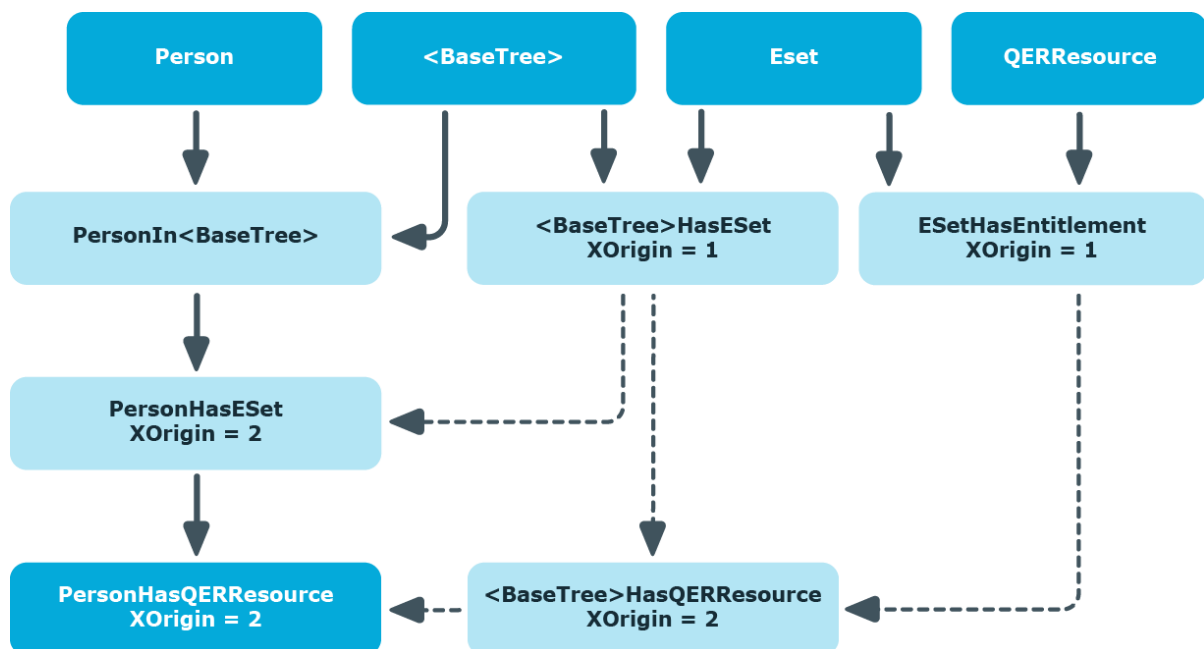 Person
<BaseTree>
Eset
QERResource
PersonIn<BaseTree>
<BaseTree>HasESet
XOrigin = 1
ESetHasEntitlement
XOrigin = 1
PersonHasESet
XOrigin = 2
PersonHasQERResource
XOrigin = 2
<BaseTree>HasQERResource
XOrigin = 2